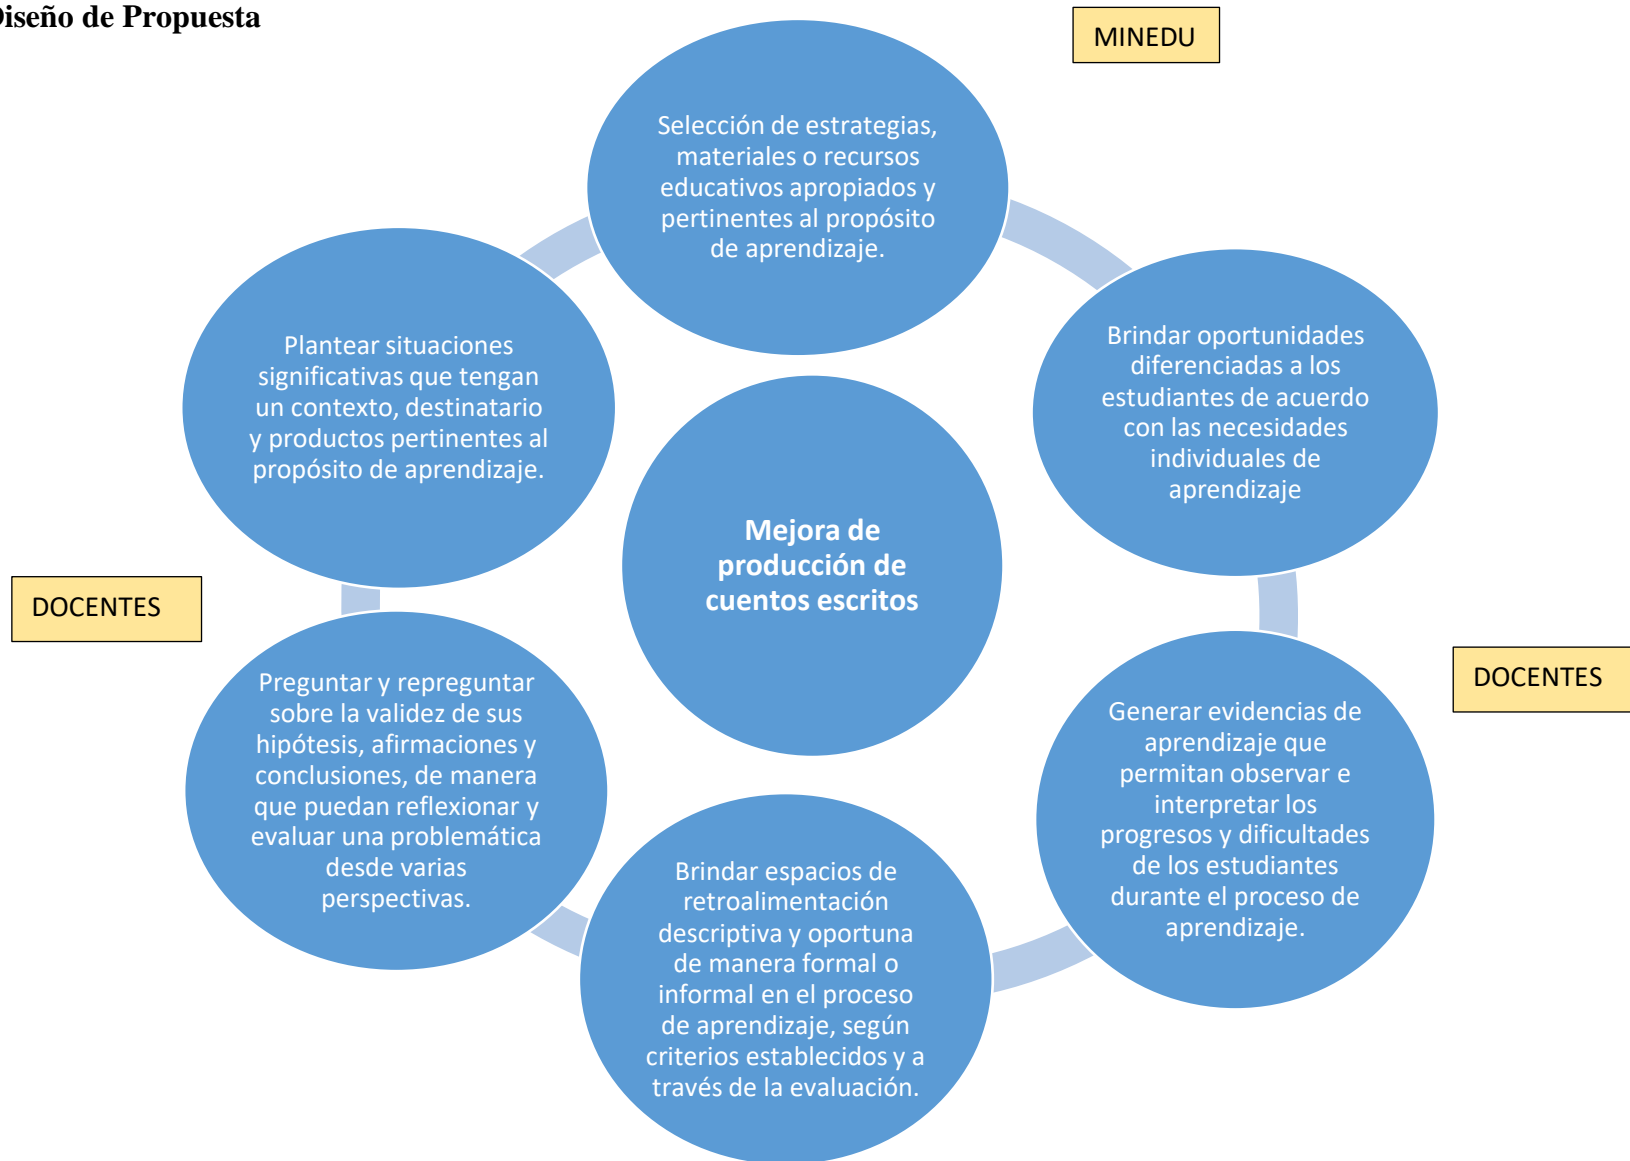 Diseño de Propuesta
MINEDU
Selección de estrategias,
materiales o recursos
educativos apropiados y
pertinentes al propósito
de aprendizaje.
Plantear situaciones
significativas que tengan
un contexto, destinatario
y productos pertinentes al
propósito de aprendizaje.
Brindar oportunidades
diferenciadas a los
estudiantes de acuerdo
con las necesidades
individuales de
aprendizaje
Mejora de
producción de
cuentos escritos
DOCENTES
DOCENTES
Preguntar y repreguntar
sobre la validez de sus
hipótesis, afirmaciones y
conclusiones, de manera
que puedan reflexionar y
evaluar una problemática
desde varias
perspectivas.
Generar evidencias de
aprendizaje que
permitan observar e
interpretar los
progresos y dificultades
de los estudiantes
durante el proceso de
aprendizaje.
Brindar espacios de
retroalimentación
descriptiva y oportuna
de manera formal o
informal en el proceso
de aprendizaje, según
criterios establecidos y a
través de la evaluación.